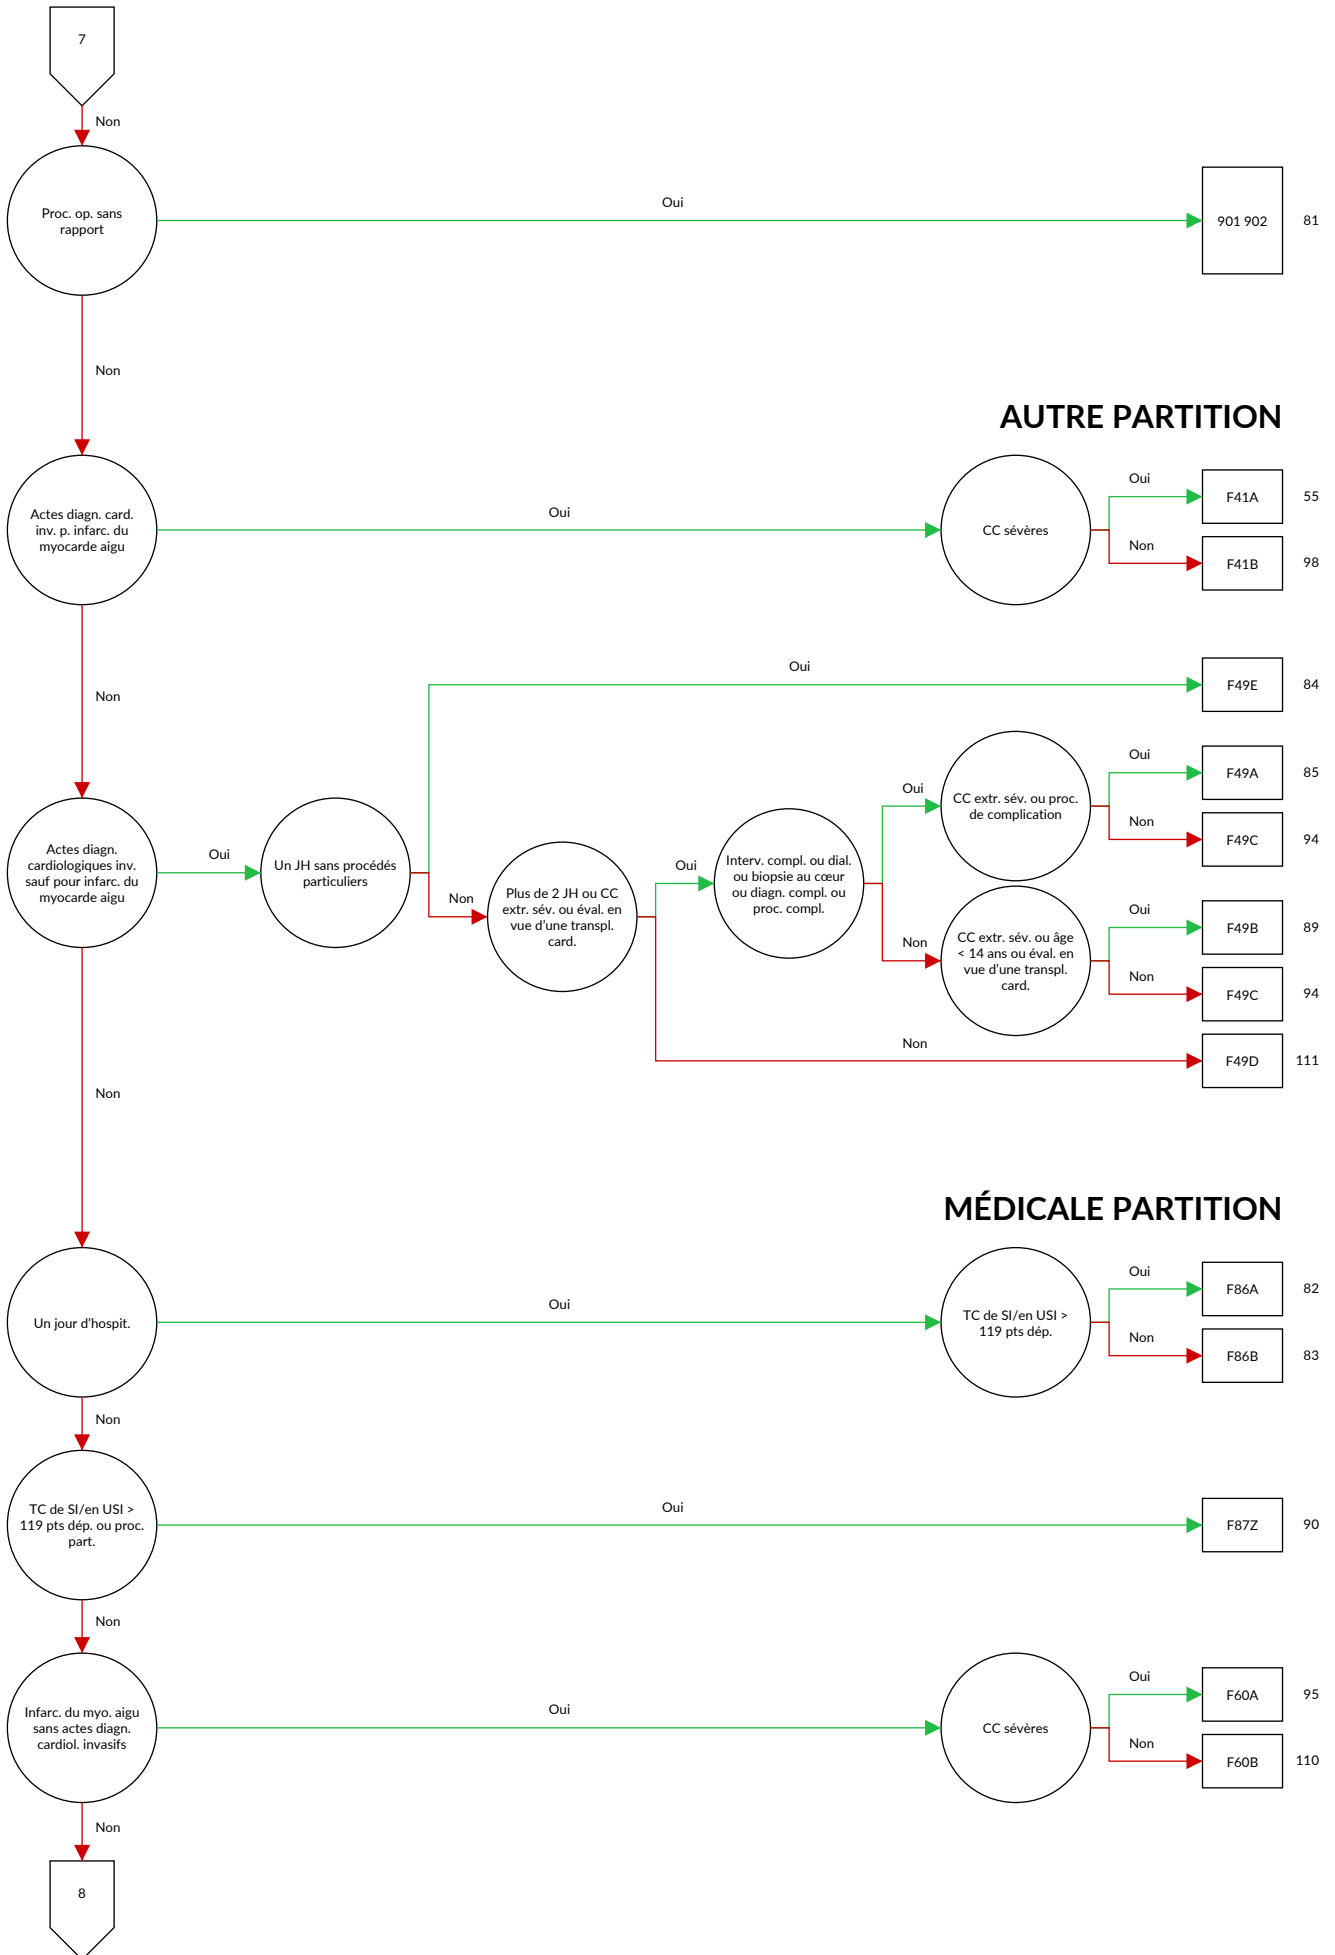 7
Non
Proc. op. sans
rapport
Oui
901 902
81
Non
AUTRE PARTITION
Actes diagn. card.
inv. p. infarc. du
myocarde aigu
Oui
CC sévères
Oui
F41A
55
Non
F41B
98
Non
Oui
F49E
84
Actes diagn.
cardiologiques inv.
sauf pour infarc. du
myocarde aigu
Oui
Un JH sans procédés
particuliers
Non
Plus de 2 JH ou CC
extr. sév. ou éval. en
vue d'une transpl.
card.
Oui
Interv. compl. ou dial.
ou biopsie au cœur
ou diagn. compl. ou
proc. compl.
Oui
CC extr. sév. ou proc.
de complication
Oui
F49A
85
Non
F49C
94
Non
CC extr. sév. ou âge
< 14 ans ou éval. en
vue d'une transpl.
card.
Oui
F49B
89
Non
F49C
94
Non
F49D
111
Non
MÉDICALE PARTITION
Un jour d'hospit.
Oui
TC de SI/en USI >
119 pts dép.
Oui
F86A
82
Non
F86B
83
Non
TC de SI/en USI >
119 pts dép. ou proc.
part.
Oui
F87Z
90
Non
Infarc. du myo. aigu
sans actes diagn.
cardiol. invasifs
Oui
CC sévères
Oui
F60A
95
Non
F60B
110
Non
8